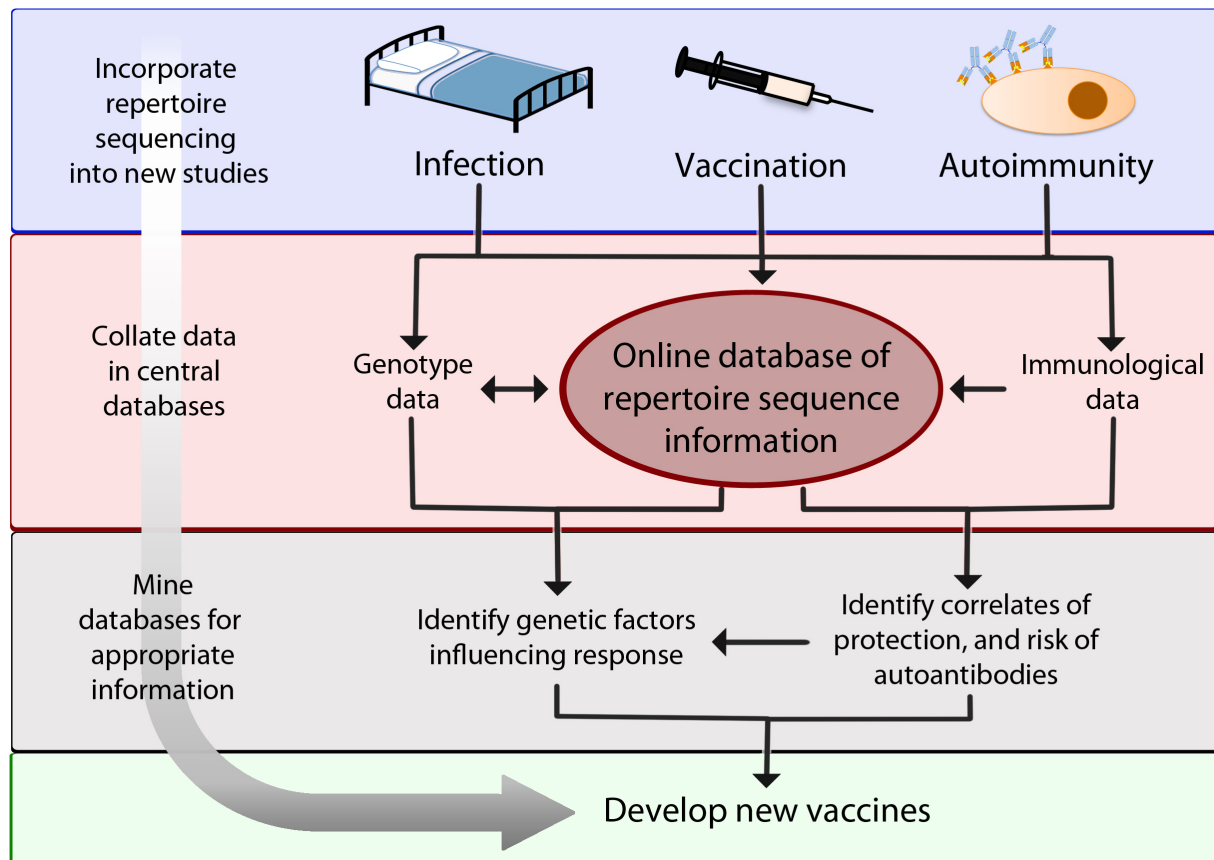 Incorporate
repertoire
sequencing
into new studies
Infection
Vaccination
Autoimmunity
Collate data
in central
databases
Genotype
data
Online database of
repertoire sequence
information
Immunological
data
Mine
databases for
appropriate
information
Identify genetic factors
influencing response
Identify correlates of
protection, and risk of
autoantibodies
Develop new vaccines